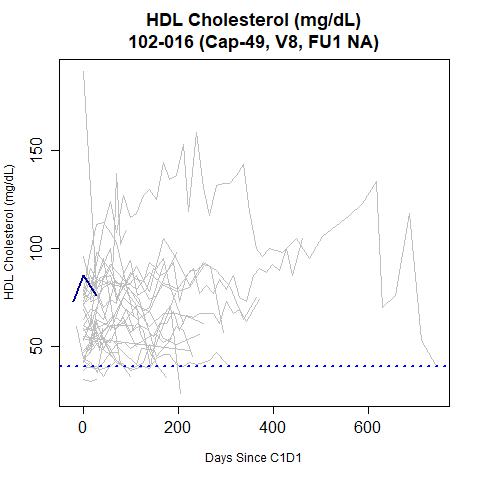 HDL Cholesterol (mg/dL)
102-016 (Cap-49, V8, FU1 NA)
HDL Cholesterol (mg/dL)
150
100
50
0
200
400
600
Days Since C1D1